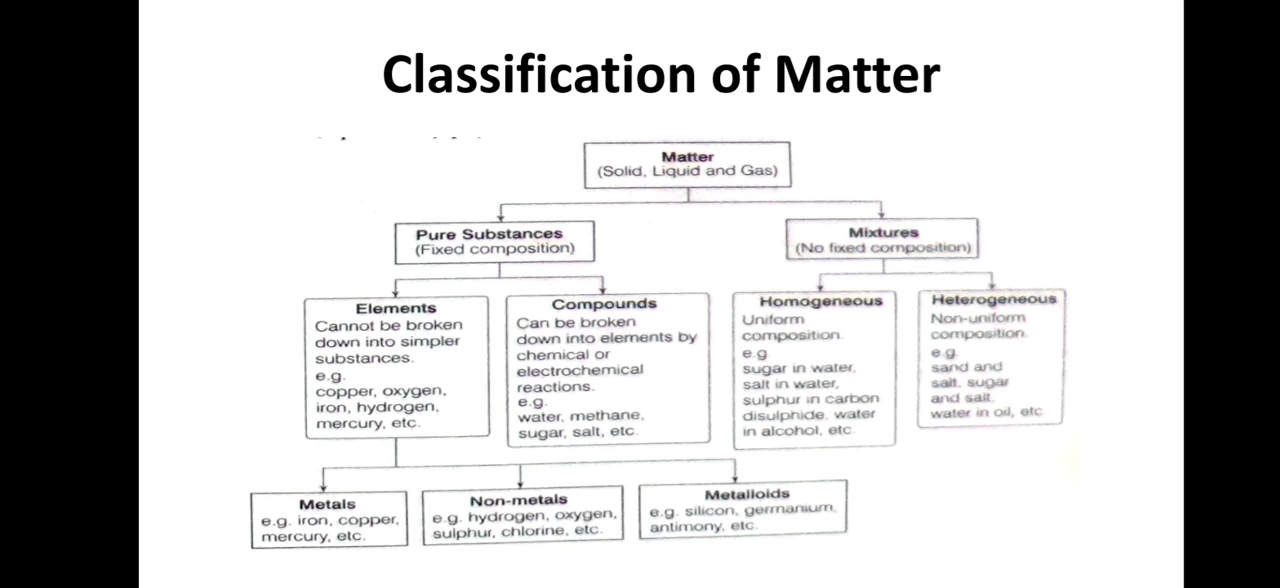 Classification of Matter
Matter
(Solid, Liquid and Gas)
Pure Substances
(Fixed composition)
Mixtures
(No fixed composition)
Elements
Cannot be broken
down into simpler
substances.
e.g.
copper, oxygen,
iron, hydrogen,
mercury, etc.
Compounds
Can be broken
down into elements by
chemical or
electrochemical
reactions.
e.g.
water, methane,
sugar, salt, etc.
Homogeneous
Uniform
composition.
e.g.
sugar in water,
salt in water,
sulphur in carbon
disulphide, water
in alcohol, etc.
Heterogeneous
Non-uniform
composition.
e.g.
sand and
salt, sugar
and salt,
water in oil, etc.
Metals
e.g. iron, copper,
mercury, etc.
Non-metals
e.g. hydrogen, oxygen,
sulphur, chlorine, etc.
Metalloids
e.g. silicon, germanium,
antimony, etc.